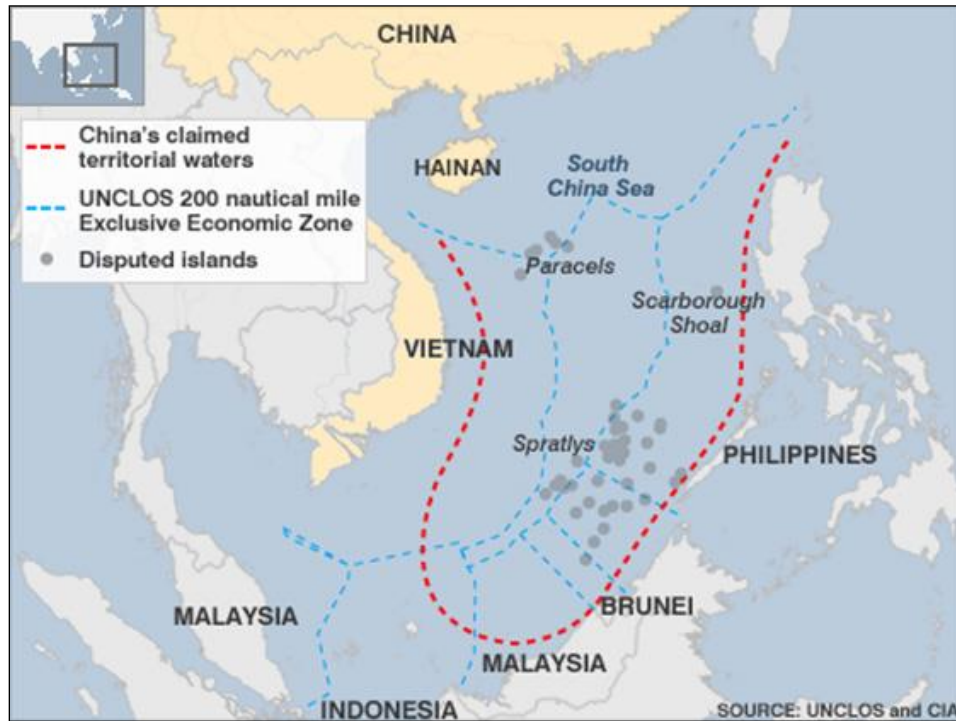 CHINA
China's claimed
territorial waters
UNCLOS 200 nautical mile
Exclusive Economic Zone
Disputed islands
HAINAN
South
China Sea
Paracels
Scarborough
Shoal
VIETNAM
Spratlys
PHILIPPINES
MALAYSIA
BRUNEI
MALAYSIA
INDONESIA
SOURCE: UNCLOS and CIA